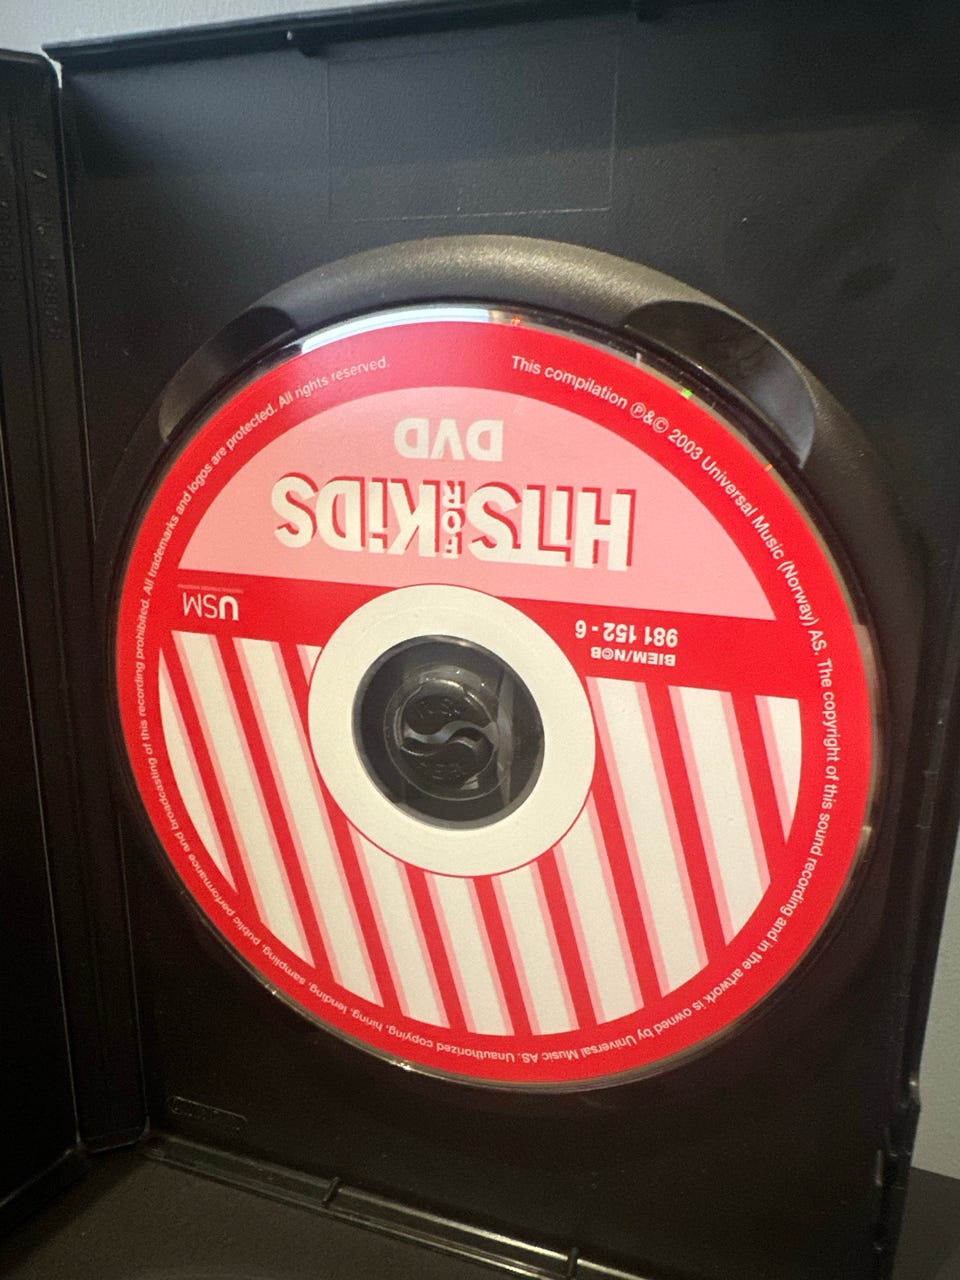 HiTS FOR KiDS
DVD
USM
BIEM/N©B
981 152 - 6
This compilation ℗&© 2003 Universal Music (Norway) AS. The copyright of this sound recording and in the artwork is owned by Universal Music AS. Unauthorized copying, hiring, lending, sampling, public performance and broadcasting of this recording prohibited. All trademarks and logos are protected. All rights reserved.